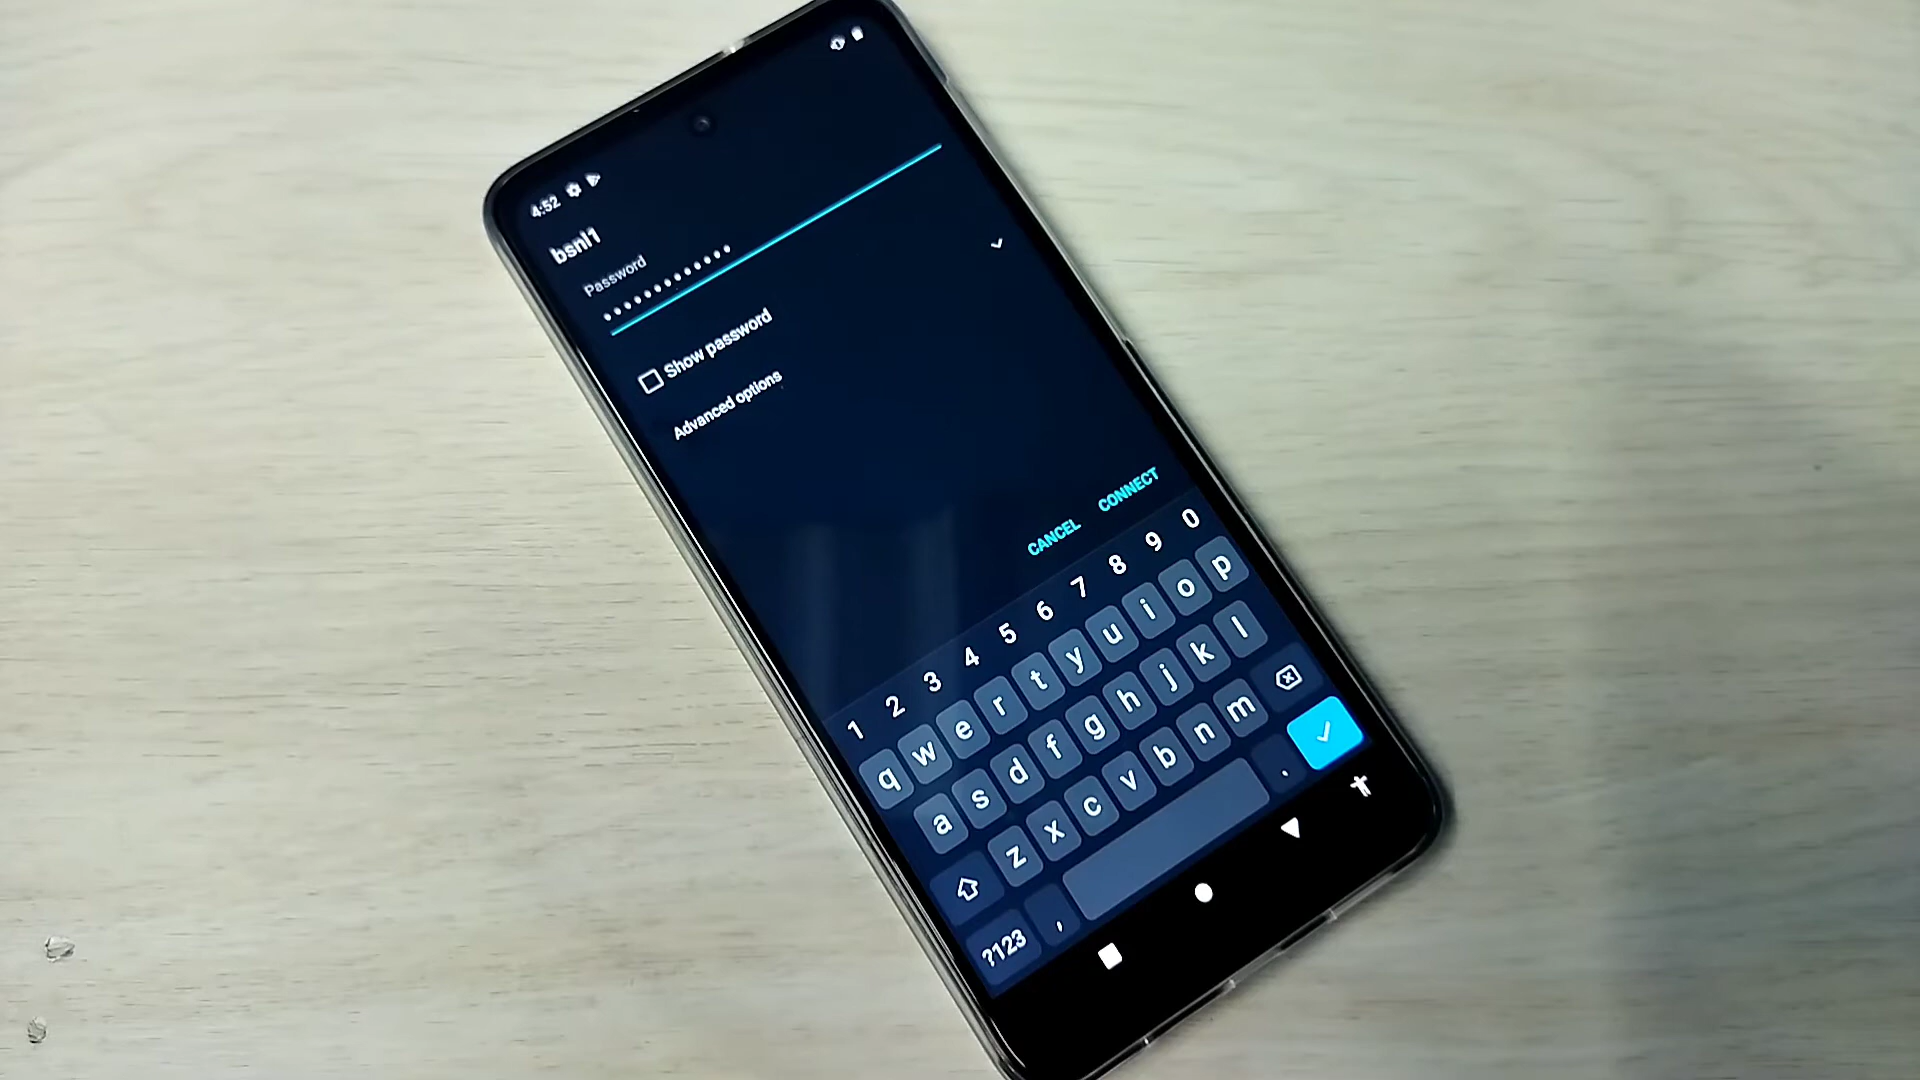 4:52
bsnl1
Password
•••••••••••••
Show password
Advanced options
CANCEL CONNECT
1 2 3 4 5 6 7 8 9 0
q w e r t y u i o p
a s d f g h j k l
z x c v b n m
?123 , .